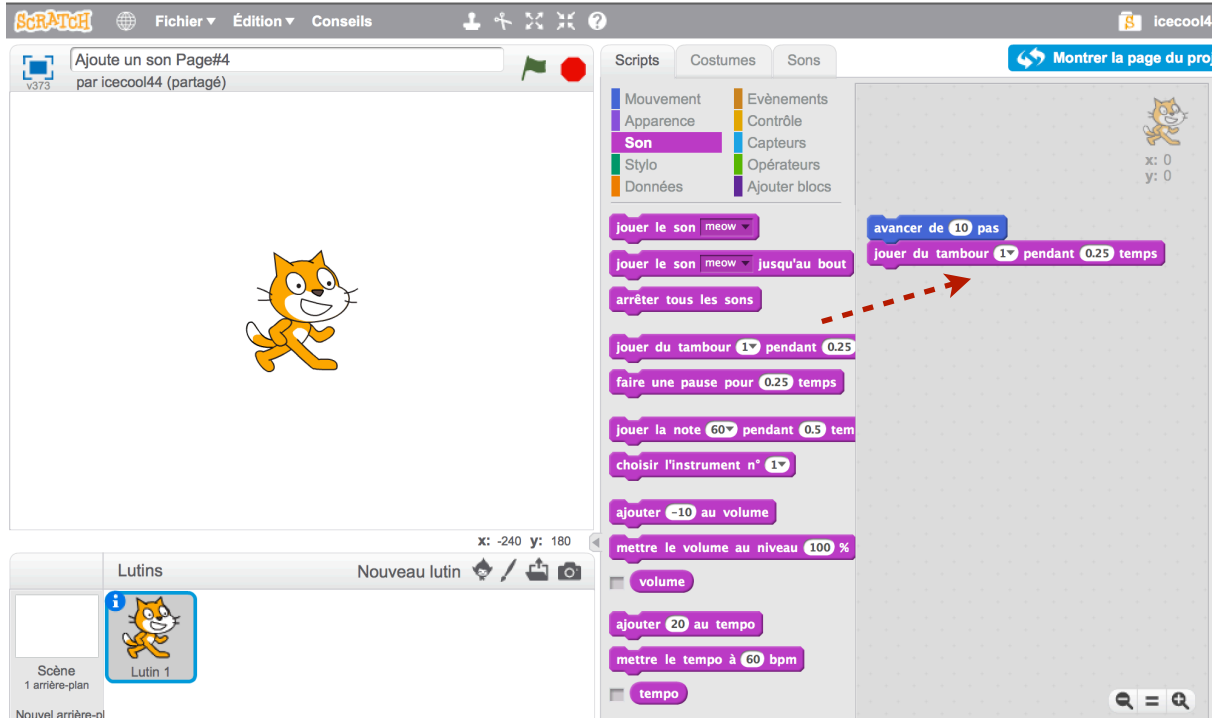 SCRATCH Fichier Édition Conseils icecool4
v373
Ajoute un son Page#4
par icecool44 (partagé)
x: -240 y: 180
Lutins Nouveau lutin
Scène
1 arrière-plan
Nouvel arrière-pl
Lutin 1
Scripts Costumes Sons
Montrer la page du proj
Mouvement Evènements
Apparence Contrôle
Son Capteurs
Stylo Opérateurs
Données Ajouter blocs
jouer le son meow
jouer le son meow jusqu'au bout
arrêter tous les sons
jouer du tambour 1 pendant 0.25
faire une pause pour 0.25 temps
jouer la note 60 pendant 0.5 tem
choisir l'instrument n° 1
ajouter -10 au volume
mettre le volume au niveau 100 %
volume
ajouter 20 au tempo
mettre le tempo à 60 bpm
tempo
x: 0
y: 0
avancer de 10 pas
jouer du tambour 1 pendant 0.25 temps